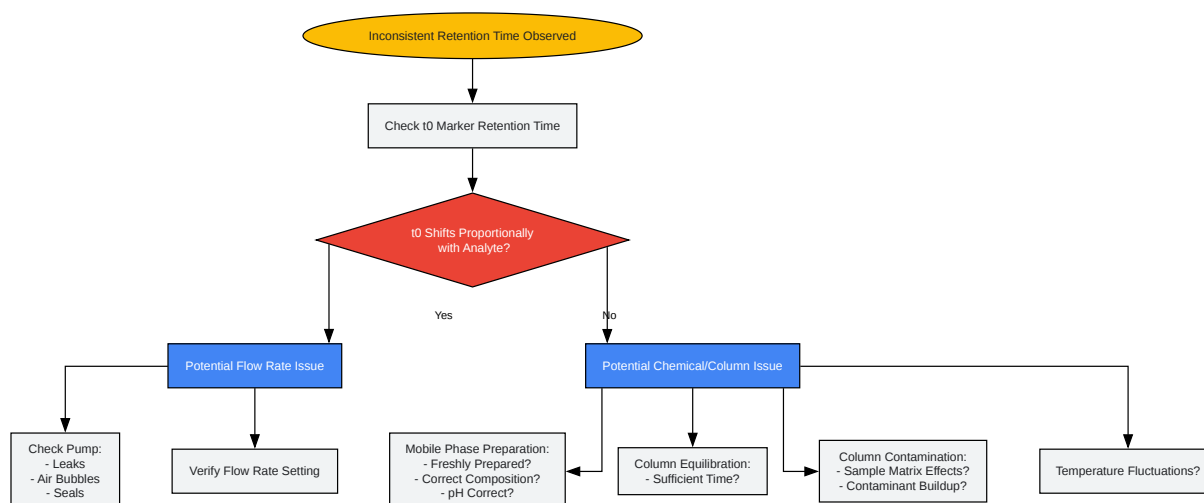 Inconsistent Retention Time Observed
Check t0 Marker Retention Time
t0 Shifts Proportionally
with Analyte?
Yes
No
Potential Flow Rate Issue
Potential Chemical/Column Issue
Check Pump:
- Leaks
- Air Bubbles
- Seals
Verify Flow Rate Setting
Mobile Phase Preparation:
- Freshly Prepared?
- Correct Composition?
- pH Correct?
Column Equilibration:
- Sufficient Time?
Column Contamination:
- Sample Matrix Effects?
- Contaminant Buildup?
Temperature Fluctuations?